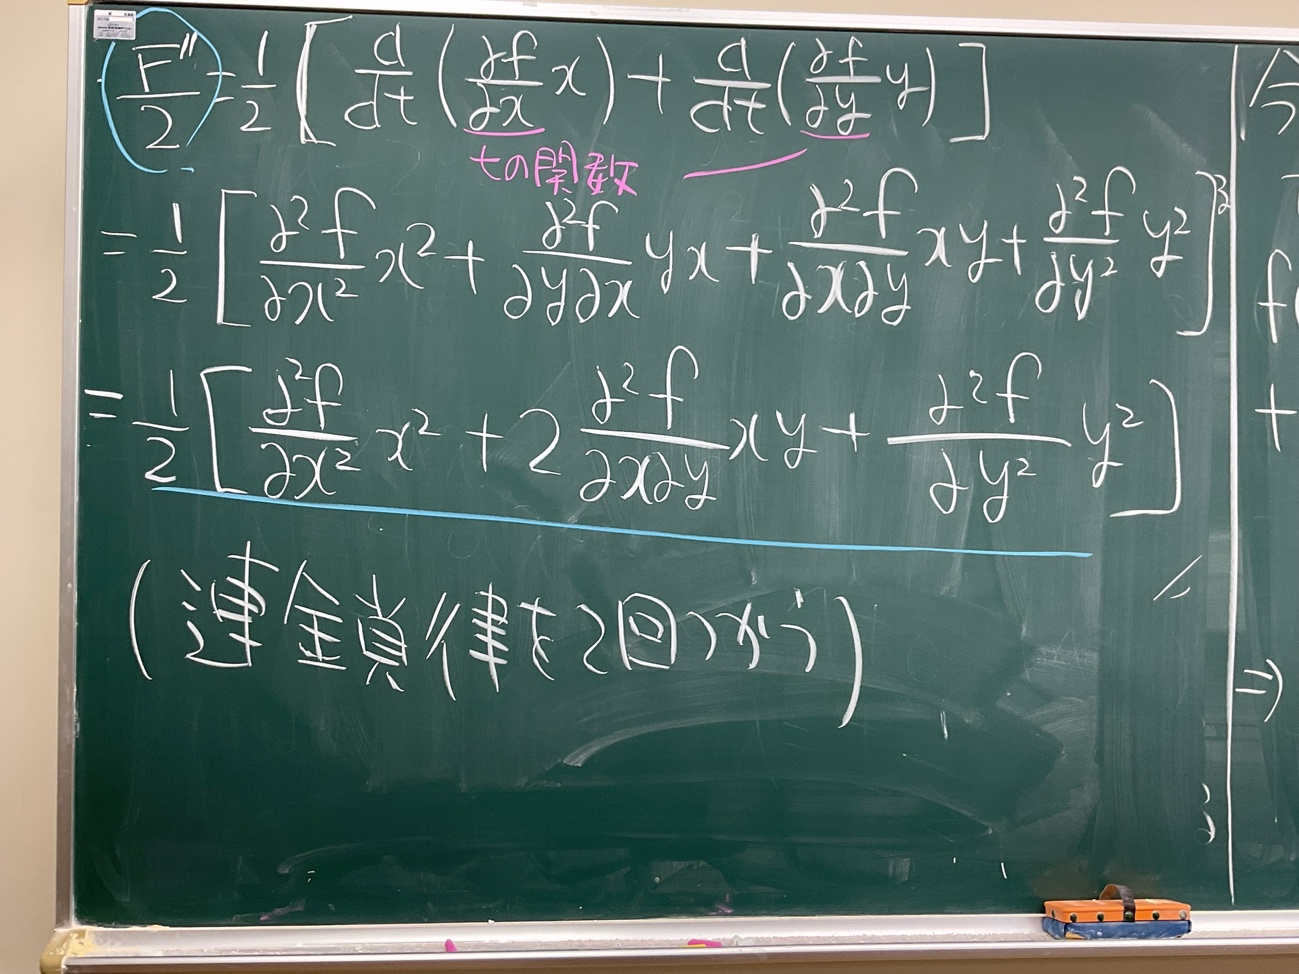 F''/2 = 1/2 [ d/dt ( ∂f/∂x x ) + d/dt ( ∂f/∂y y ) ]
tの関数
= 1/2 [ ∂²f/∂x² x² + ∂²f/∂y∂x yx + ∂²f/∂x∂y xy + ∂²f/∂y² y² ]
= 1/2 [ ∂²f/∂x² x² + 2 ∂²f/∂x∂y xy + ∂²f/∂y² y² ]
(連鎖律を2回つかう)
f(
+
⇒